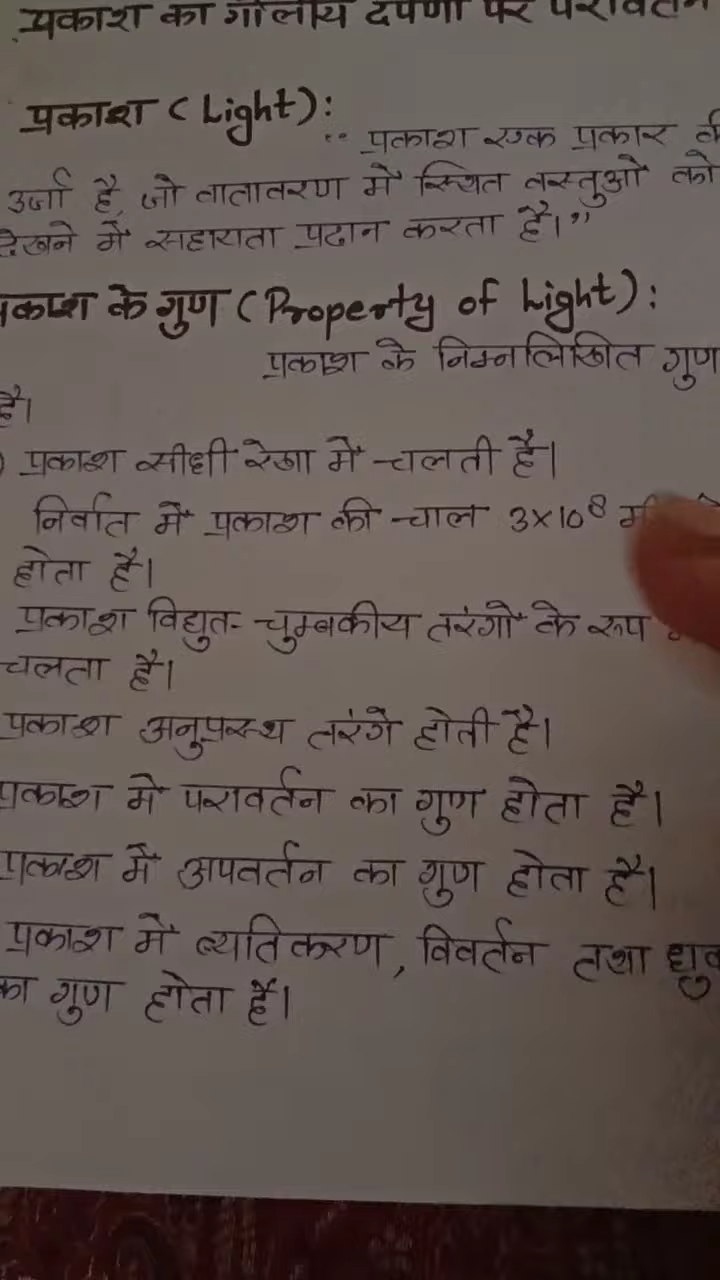 प्रकाश का गोलीय दर्पणों पर परावर्तन
प्रकाश (Light):
" प्रकाश एक प्रकार की
उर्जा है, जो वातावरण में स्थित वस्तुओं को
देखने में सहायता प्रदान करता है।"
प्रकाश के गुण (Property of Light):
प्रकाश के निम्नलिखित गुण
है।
) प्रकाश सीधी रेखा में चलती है।
निर्वात में प्रकाश की चाल 3×10⁸
होता है।
प्रकाश विद्युत- चुम्बकीय तरंगों के रूप
चलता है।
प्रकाश अनुप्रस्थ तरंगे होती है।
प्रकाश मे परावर्तन का गुण होता है।
प्रकाश में अपवर्तन का गुण होता है।
प्रकाश में व्यतिकरण, विवर्तन तथा
का गुण होता है।